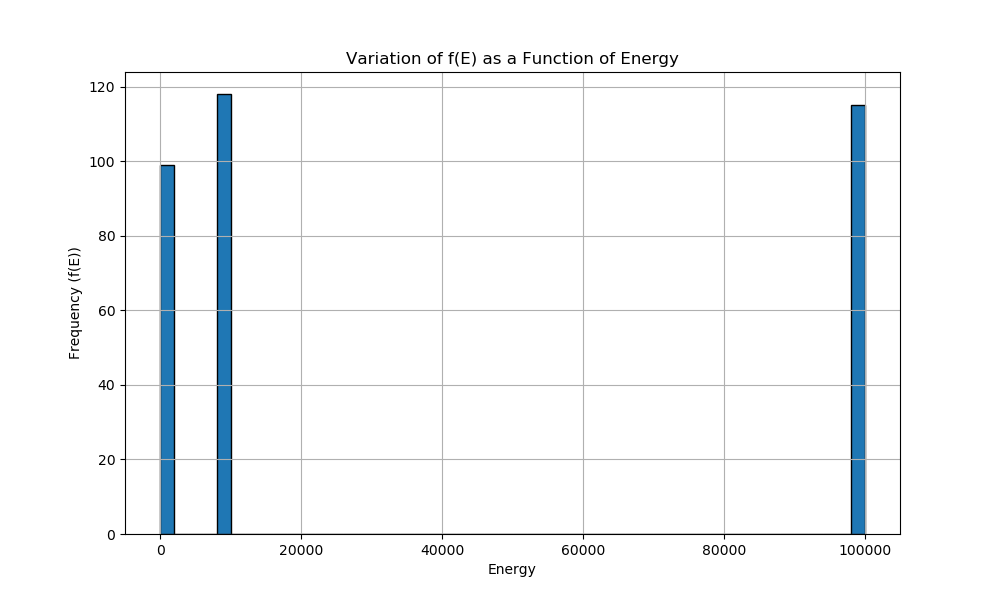 Variation of f(E) as a Function of Energy
120
100
80
60
40
20
0
Frequency (f(E))
0 20000 40000 60000 80000 100000
Energy